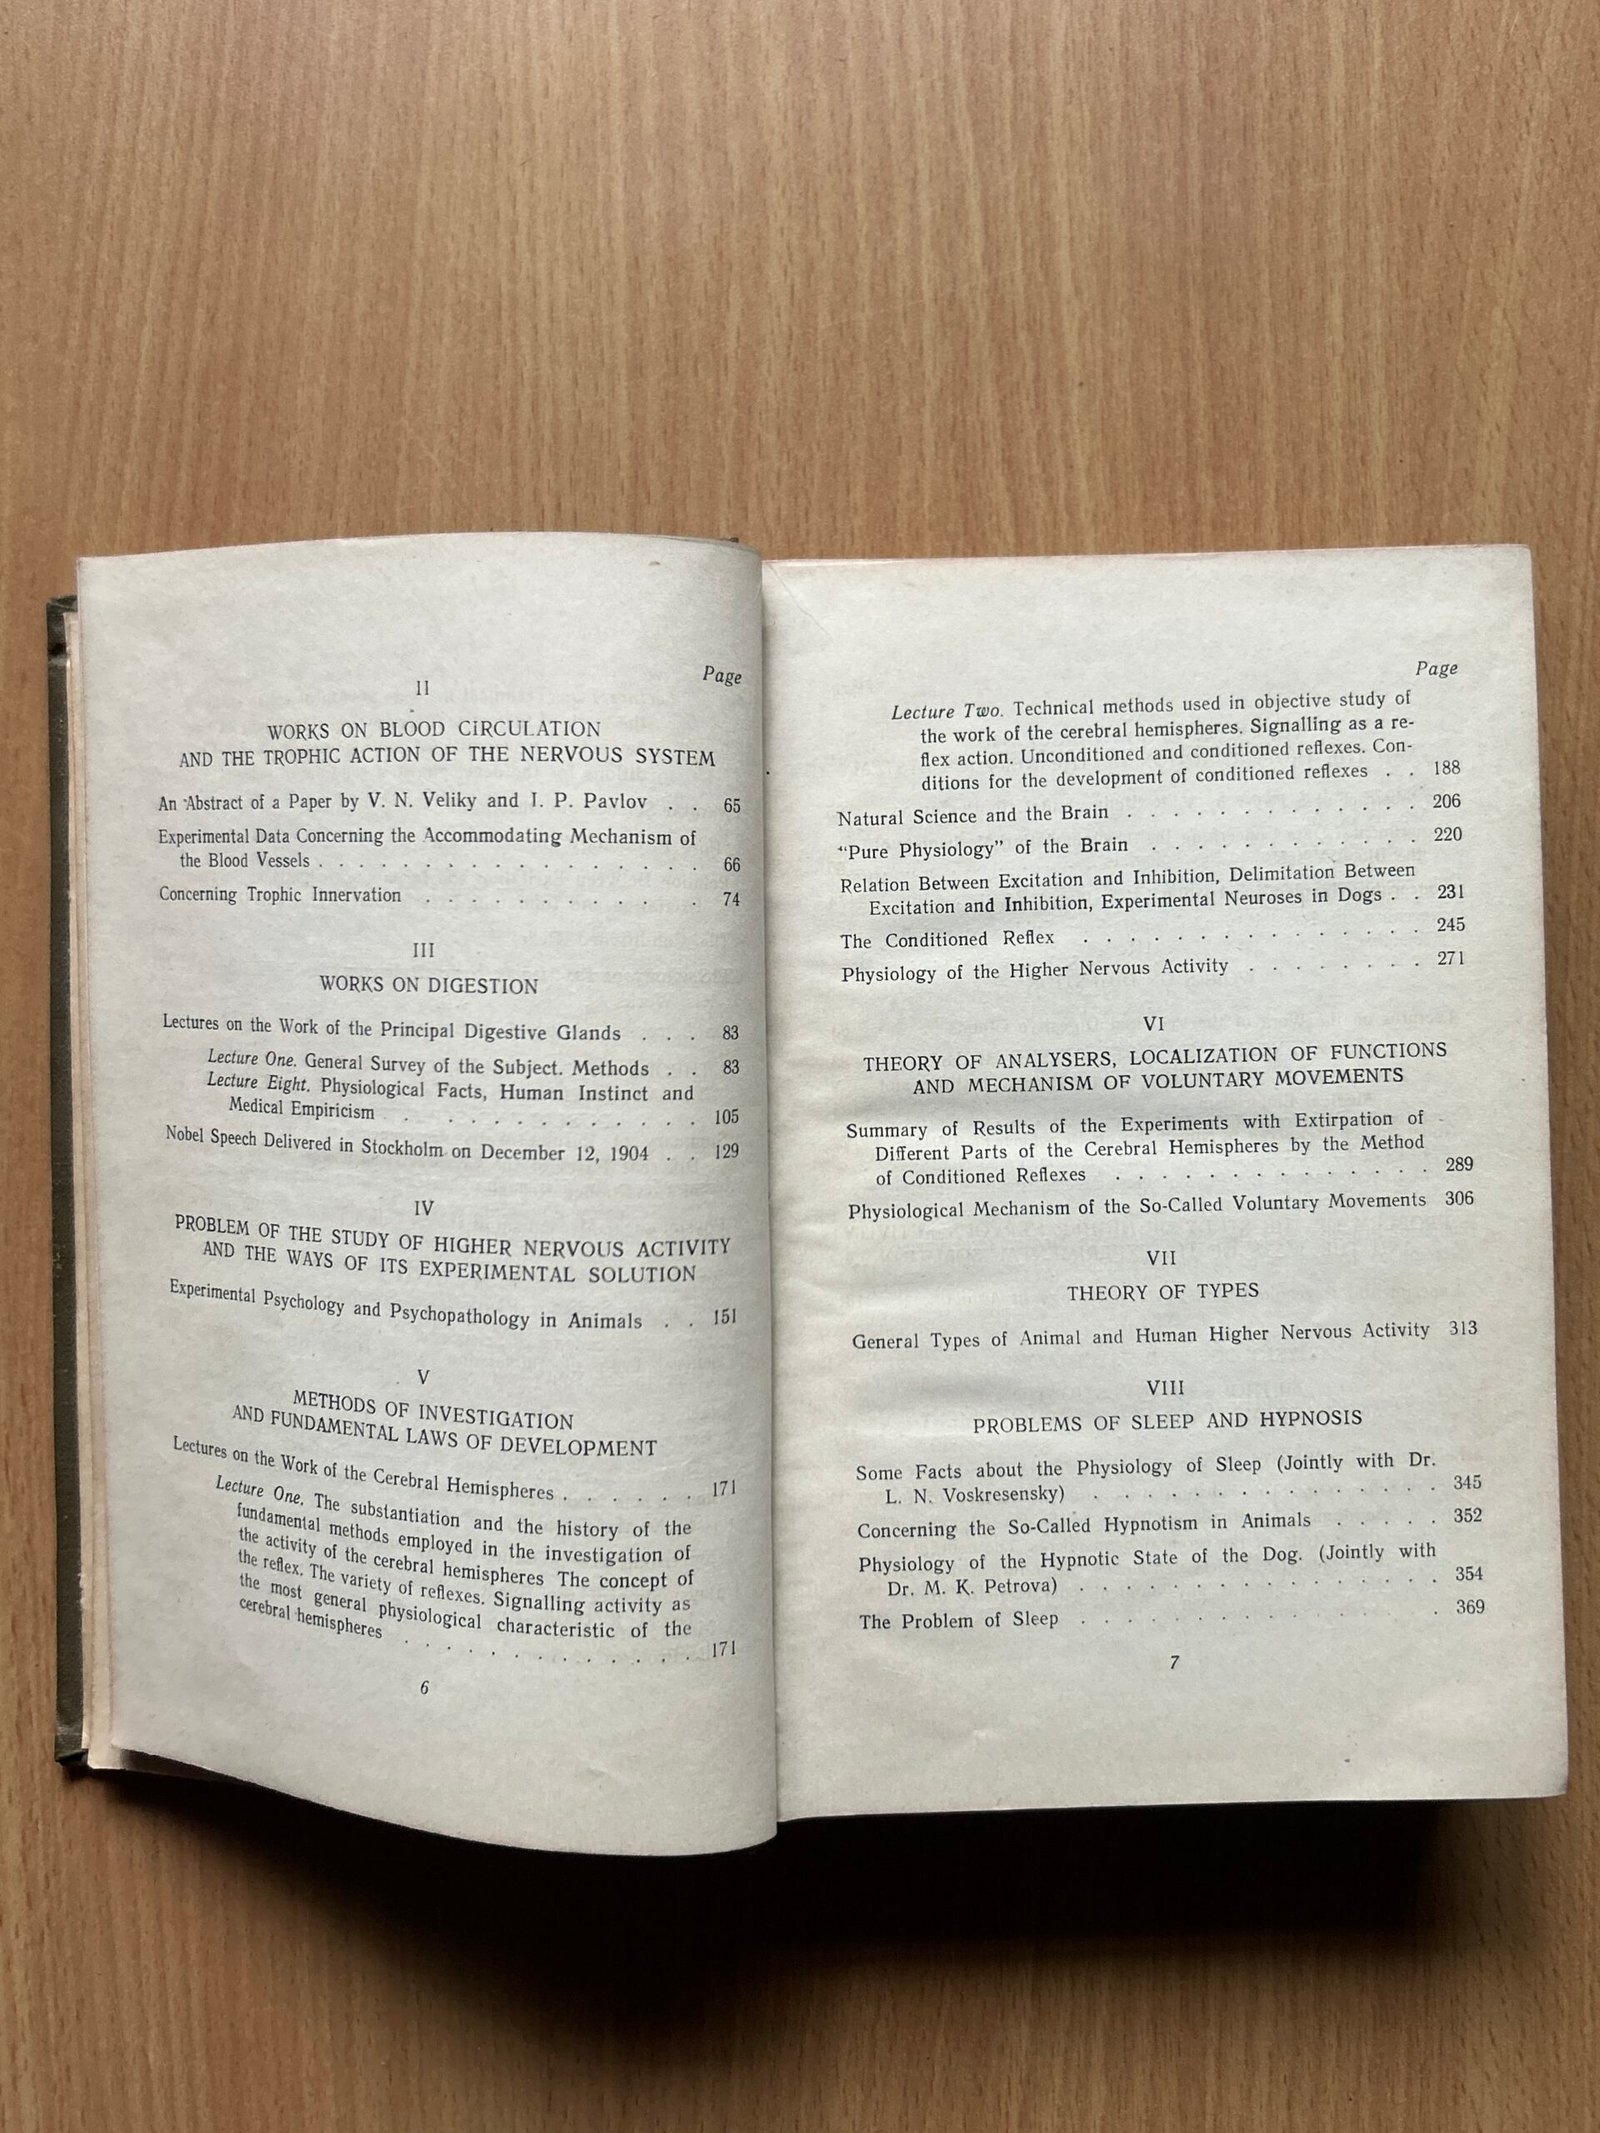 Page
II
WORKS ON BLOOD CIRCULATION
AND THE TROPHIC ACTION OF THE NERVOUS SYSTEM
An Abstract of a Paper by V. N. Veliky and I. P. Pavlov . . 65
Experimental Data Concerning the Accommodating Mechanism of
the Blood Vessels . . . . . . . . . . . . . . . . . 66
Concerning Trophic Innervation . . . . . . . . . . . 74
III
WORKS ON DIGESTION
Lectures on the Work of the Principal Digestive Glands . . . 83
Lecture One. General Survey of the Subject. Methods . . 83
Lecture Eight. Physiological Facts, Human Instinct and
Medical Empiricism . . . . . . . . . . . . 105
Nobel Speech Delivered in Stockholm on December 12, 1904 . . 129
IV
PROBLEM OF THE STUDY OF HIGHER NERVOUS ACTIVITY
AND THE WAYS OF ITS EXPERIMENTAL SOLUTION
Experimental Psychology and Psychopathology in Animals . . 151
V
METHODS OF INVESTIGATION
AND FUNDAMENTAL LAWS OF DEVELOPMENT
Lectures on the Work of the Cerebral Hemispheres . . . . . . 171
Lecture One. The substantiation and the history of the
fundamental methods employed in the investigation of
the activity of the cerebral hemispheres The concept of
the reflex. The variety of reflexes. Signalling activity as
the most general physiological characteristic of the
cerebral hemispheres . . . . . . . . . . . . . 171
6
Page
Lecture Two. Technical methods used in objective study of
the work of the cerebral hemispheres. Signalling as a re-
flex action. Unconditioned and conditioned reflexes. Con-
ditions for the development of conditioned reflexes . . 188
Natural Science and the Brain . . . . . . . . . . . . 206
“Pure Physiology” of the Brain . . . . . . . . . . . 220
Relation Between Excitation and Inhibition, Delimitation Between
Excitation and Inhibition, Experimental Neuroses in Dogs . . 231
The Conditioned Reflex . . . . . . . . . . . . . . 245
Physiology of the Higher Nervous Activity . . . . . . . . 271
VI
THEORY OF ANALYSERS, LOCALIZATION OF FUNCTIONS
AND MECHANISM OF VOLUNTARY MOVEMENTS
Summary of Results of the Experiments with Extirpation of
Different Parts of the Cerebral Hemispheres by the Method
of Conditioned Reflexes . . . . . . . . . . . . . 289
Physiological Mechanism of the So-Called Voluntary Movements 306
VII
THEORY OF TYPES
General Types of Animal and Human Higher Nervous Activity 313
VIII
PROBLEMS OF SLEEP AND HYPNOSIS
Some Facts about the Physiology of Sleep (Jointly with Dr.
L. N. Voskresensky) . . . . . . . . . . . . . . 345
Concerning the So-Called Hypnotism in Animals . . . . . 352
Physiology of the Hypnotic State of the Dog. (Jointly with
Dr. M. K. Petrova) . . . . . . . . . . . . . . . 354
The Problem of Sleep . . . . . . . . . . . . . . . 369
7